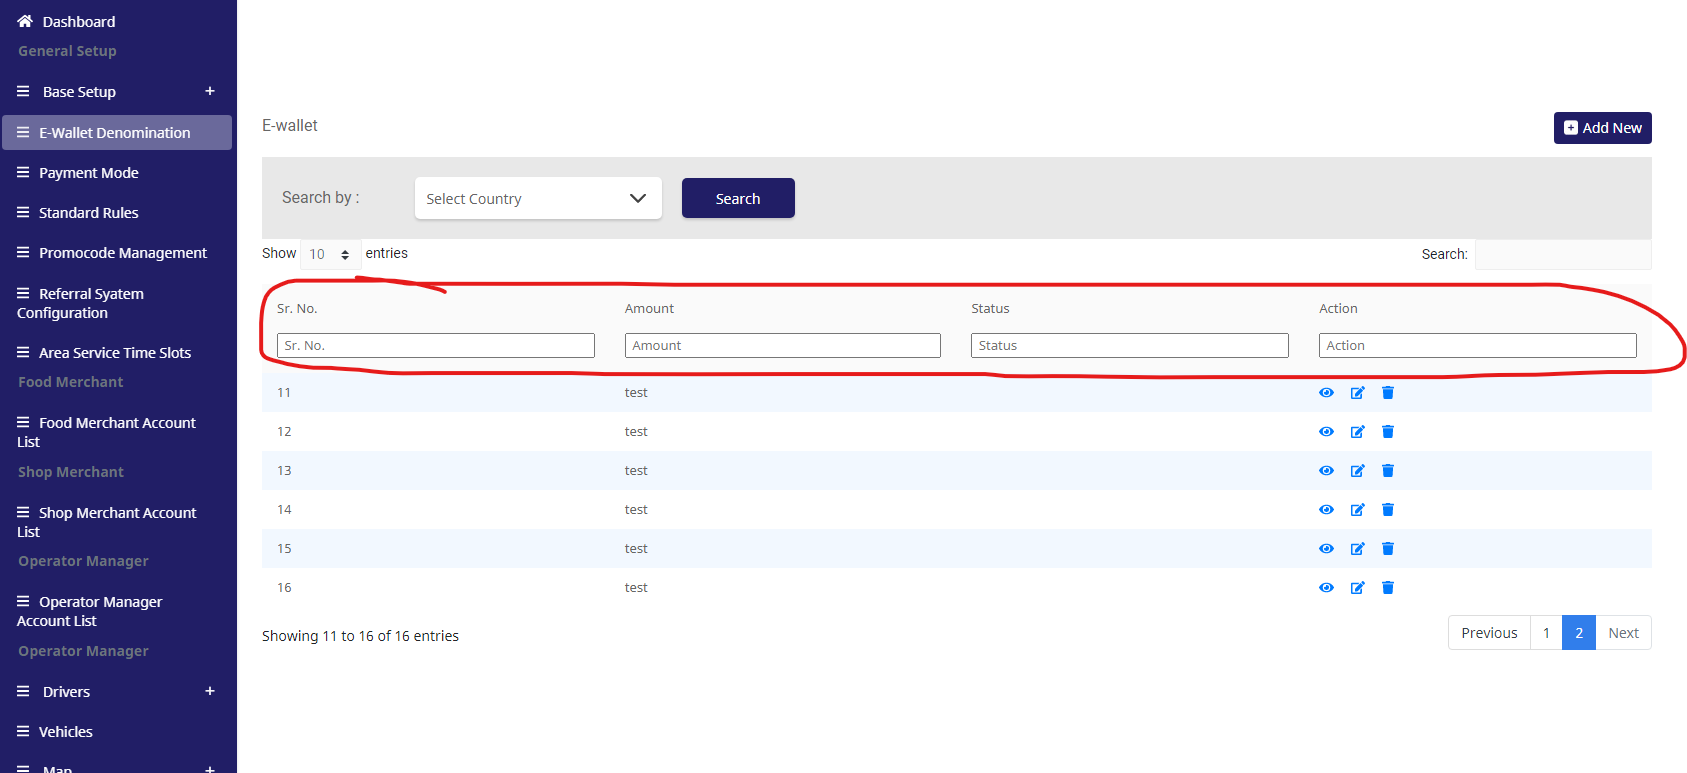 Dashboard
General Setup
Base Setup +
E-Wallet Denomination
Payment Mode
Standard Rules
Promocode Management
Referral Syatem
Configuration
Area Service Time Slots
Food Merchant
Food Merchant Account
List
Shop Merchant
Shop Merchant Account
List
Operator Manager
Operator Manager
Account List
Operator Manager
Drivers +
Vehicles
Map +
E-wallet
Add New
Search by : Select Country Search
Show 10 entries Search:
Sr. No. Amount Status Action
Sr. No. Amount Status Action
11 test
12 test
13 test
14 test
15 test
16 test
Showing 11 to 16 of 16 entries
Previous 1 2 Next